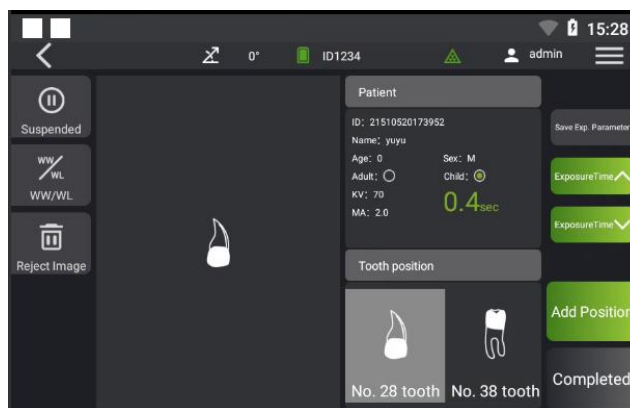 15:28
0° ID1234 admin
Suspended
WW/WL
WW/WL
Reject Image
Patient
ID: 21510520173952
Name: yuyu
Age: 0 Sex: M
Adult: Child:
KV: 70
MA: 2.0
0.4sec
Tooth position
No. 28 tooth No. 38 tooth
Save Exp. Parameter
ExposureTime
ExposureTime
Add Position
Completed